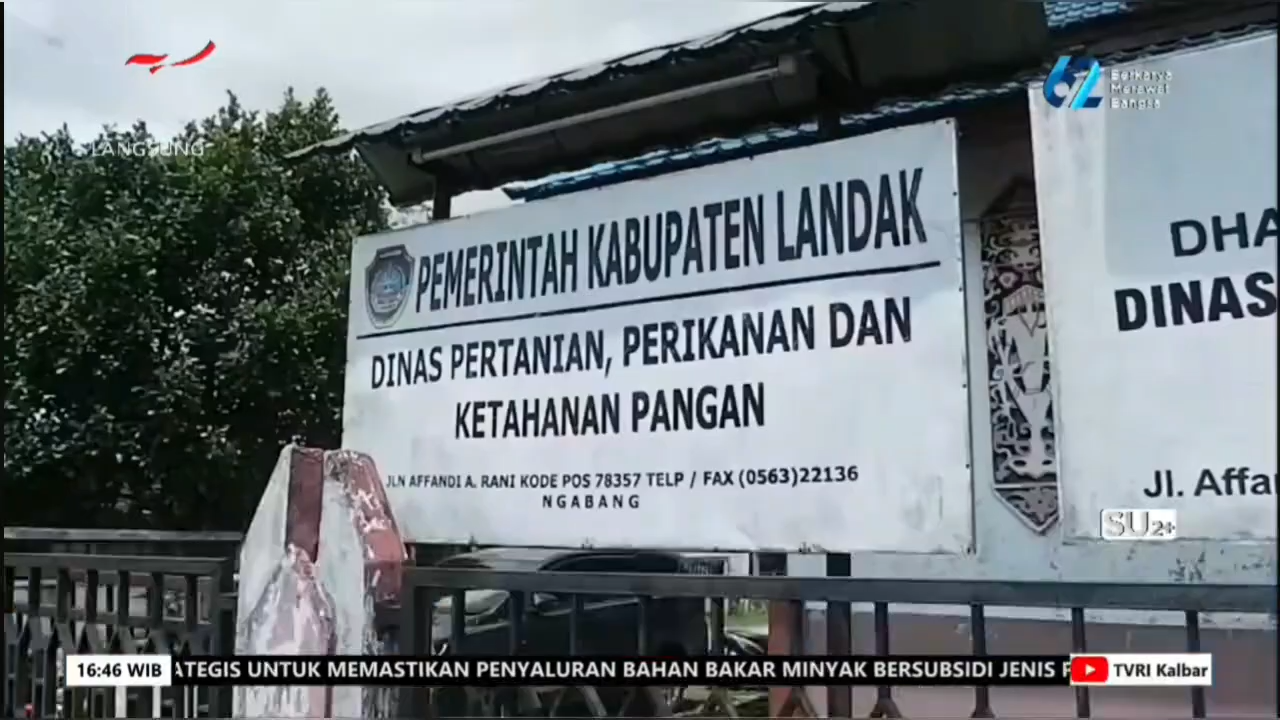 62 Berkarya
Merawat
Bangsa
LANGSUNG
PEMERINTAH KABUPATEN LANDAK
DINAS PERTANIAN, PERIKANAN DAN
KETAHANAN PANGAN
JLN AFFANDI A. RANI KODE POS 78357 TELP / FAX (0563)22136
NGABANG
DHA
DINAS
Jl. Affa
SU2+
16:46 WIB
ATEGIS UNTUK MEMASTIKAN PENYALURAN BAHAN BAKAR MINYAK BERSUBSIDI JENIS
TVRI Kalbar